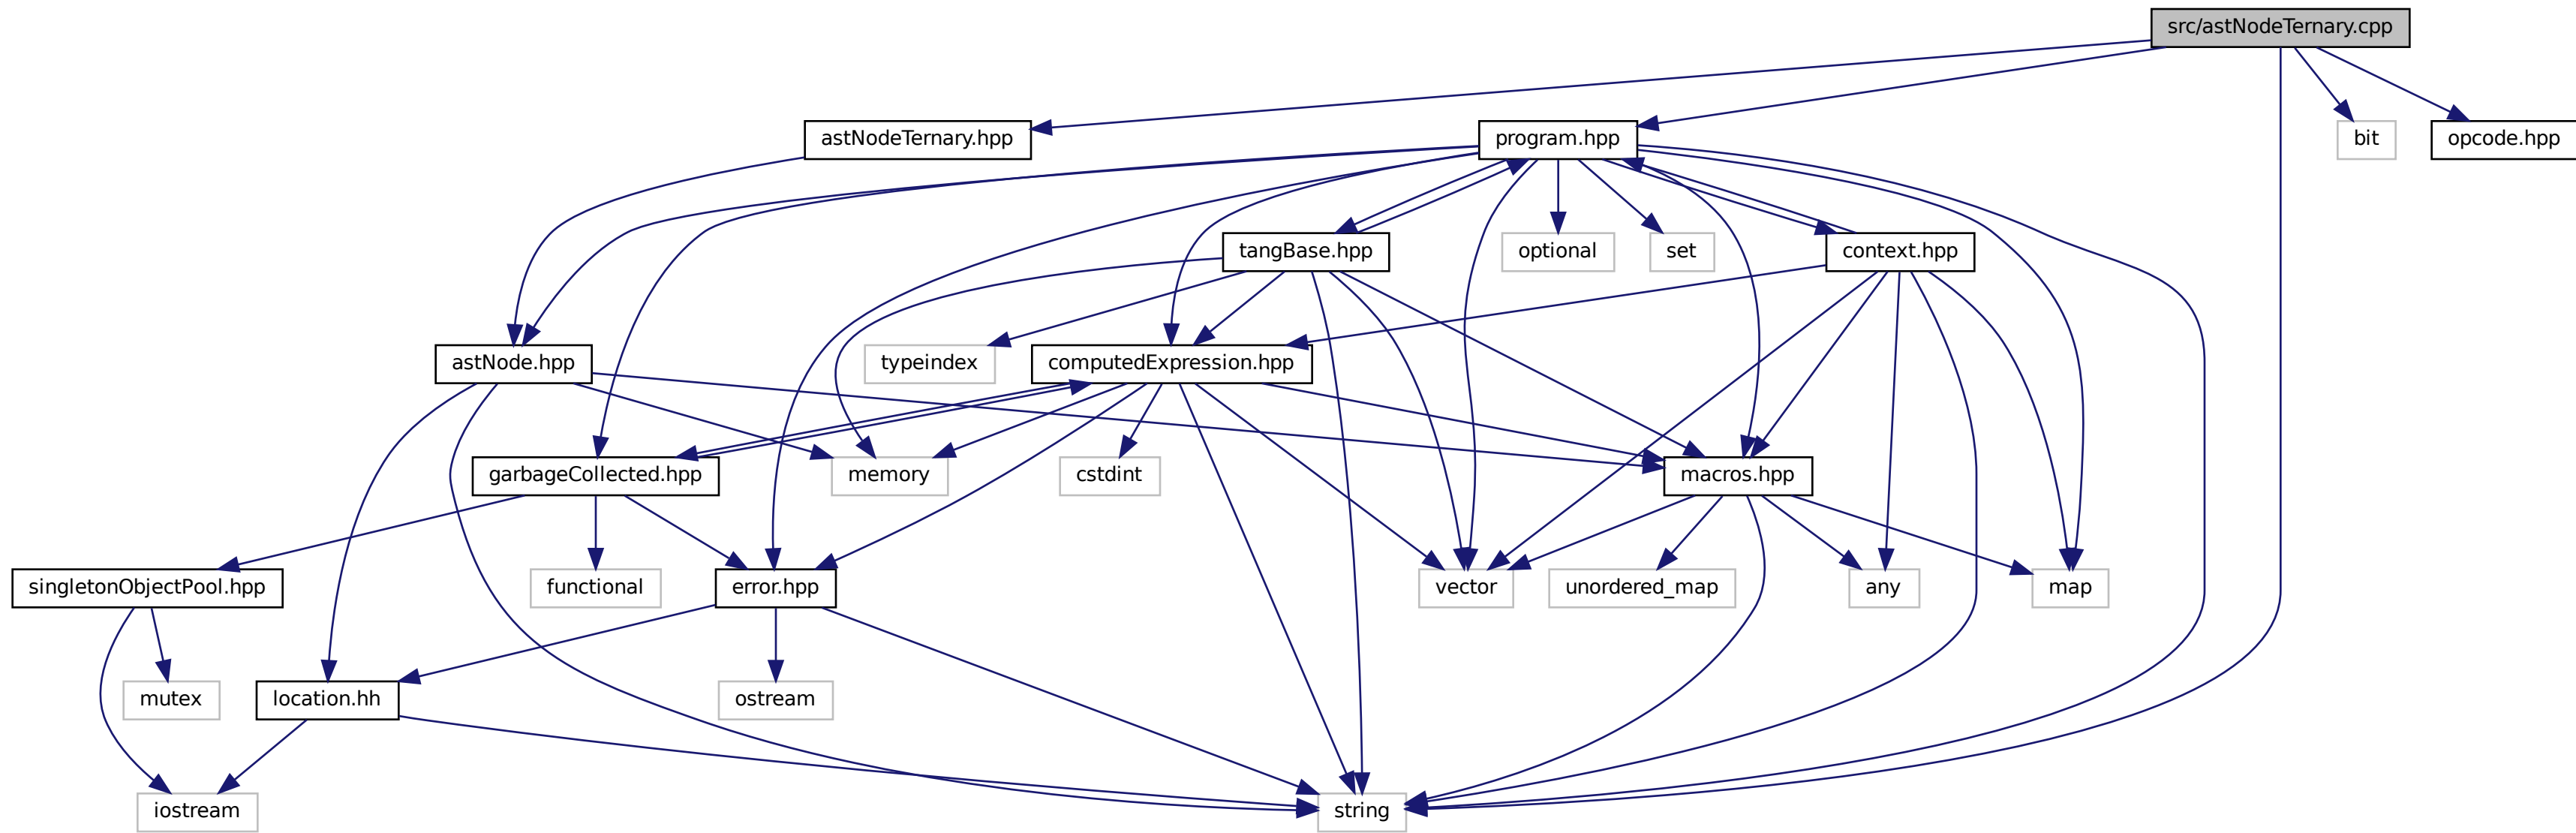 src/astNodeTernary.cpp
astNodeTernary.hpp
program.hpp
bit
opcode.hpp
tangBase.hpp
optional
set
context.hpp
astNode.hpp
typeindex
computedExpression.hpp
garbageCollected.hpp
memory
cstdint
macros.hpp
singletonObjectPool.hpp
functional
error.hpp
vector
unordered_map
any
map
mutex
location.hh
ostream
iostream
string